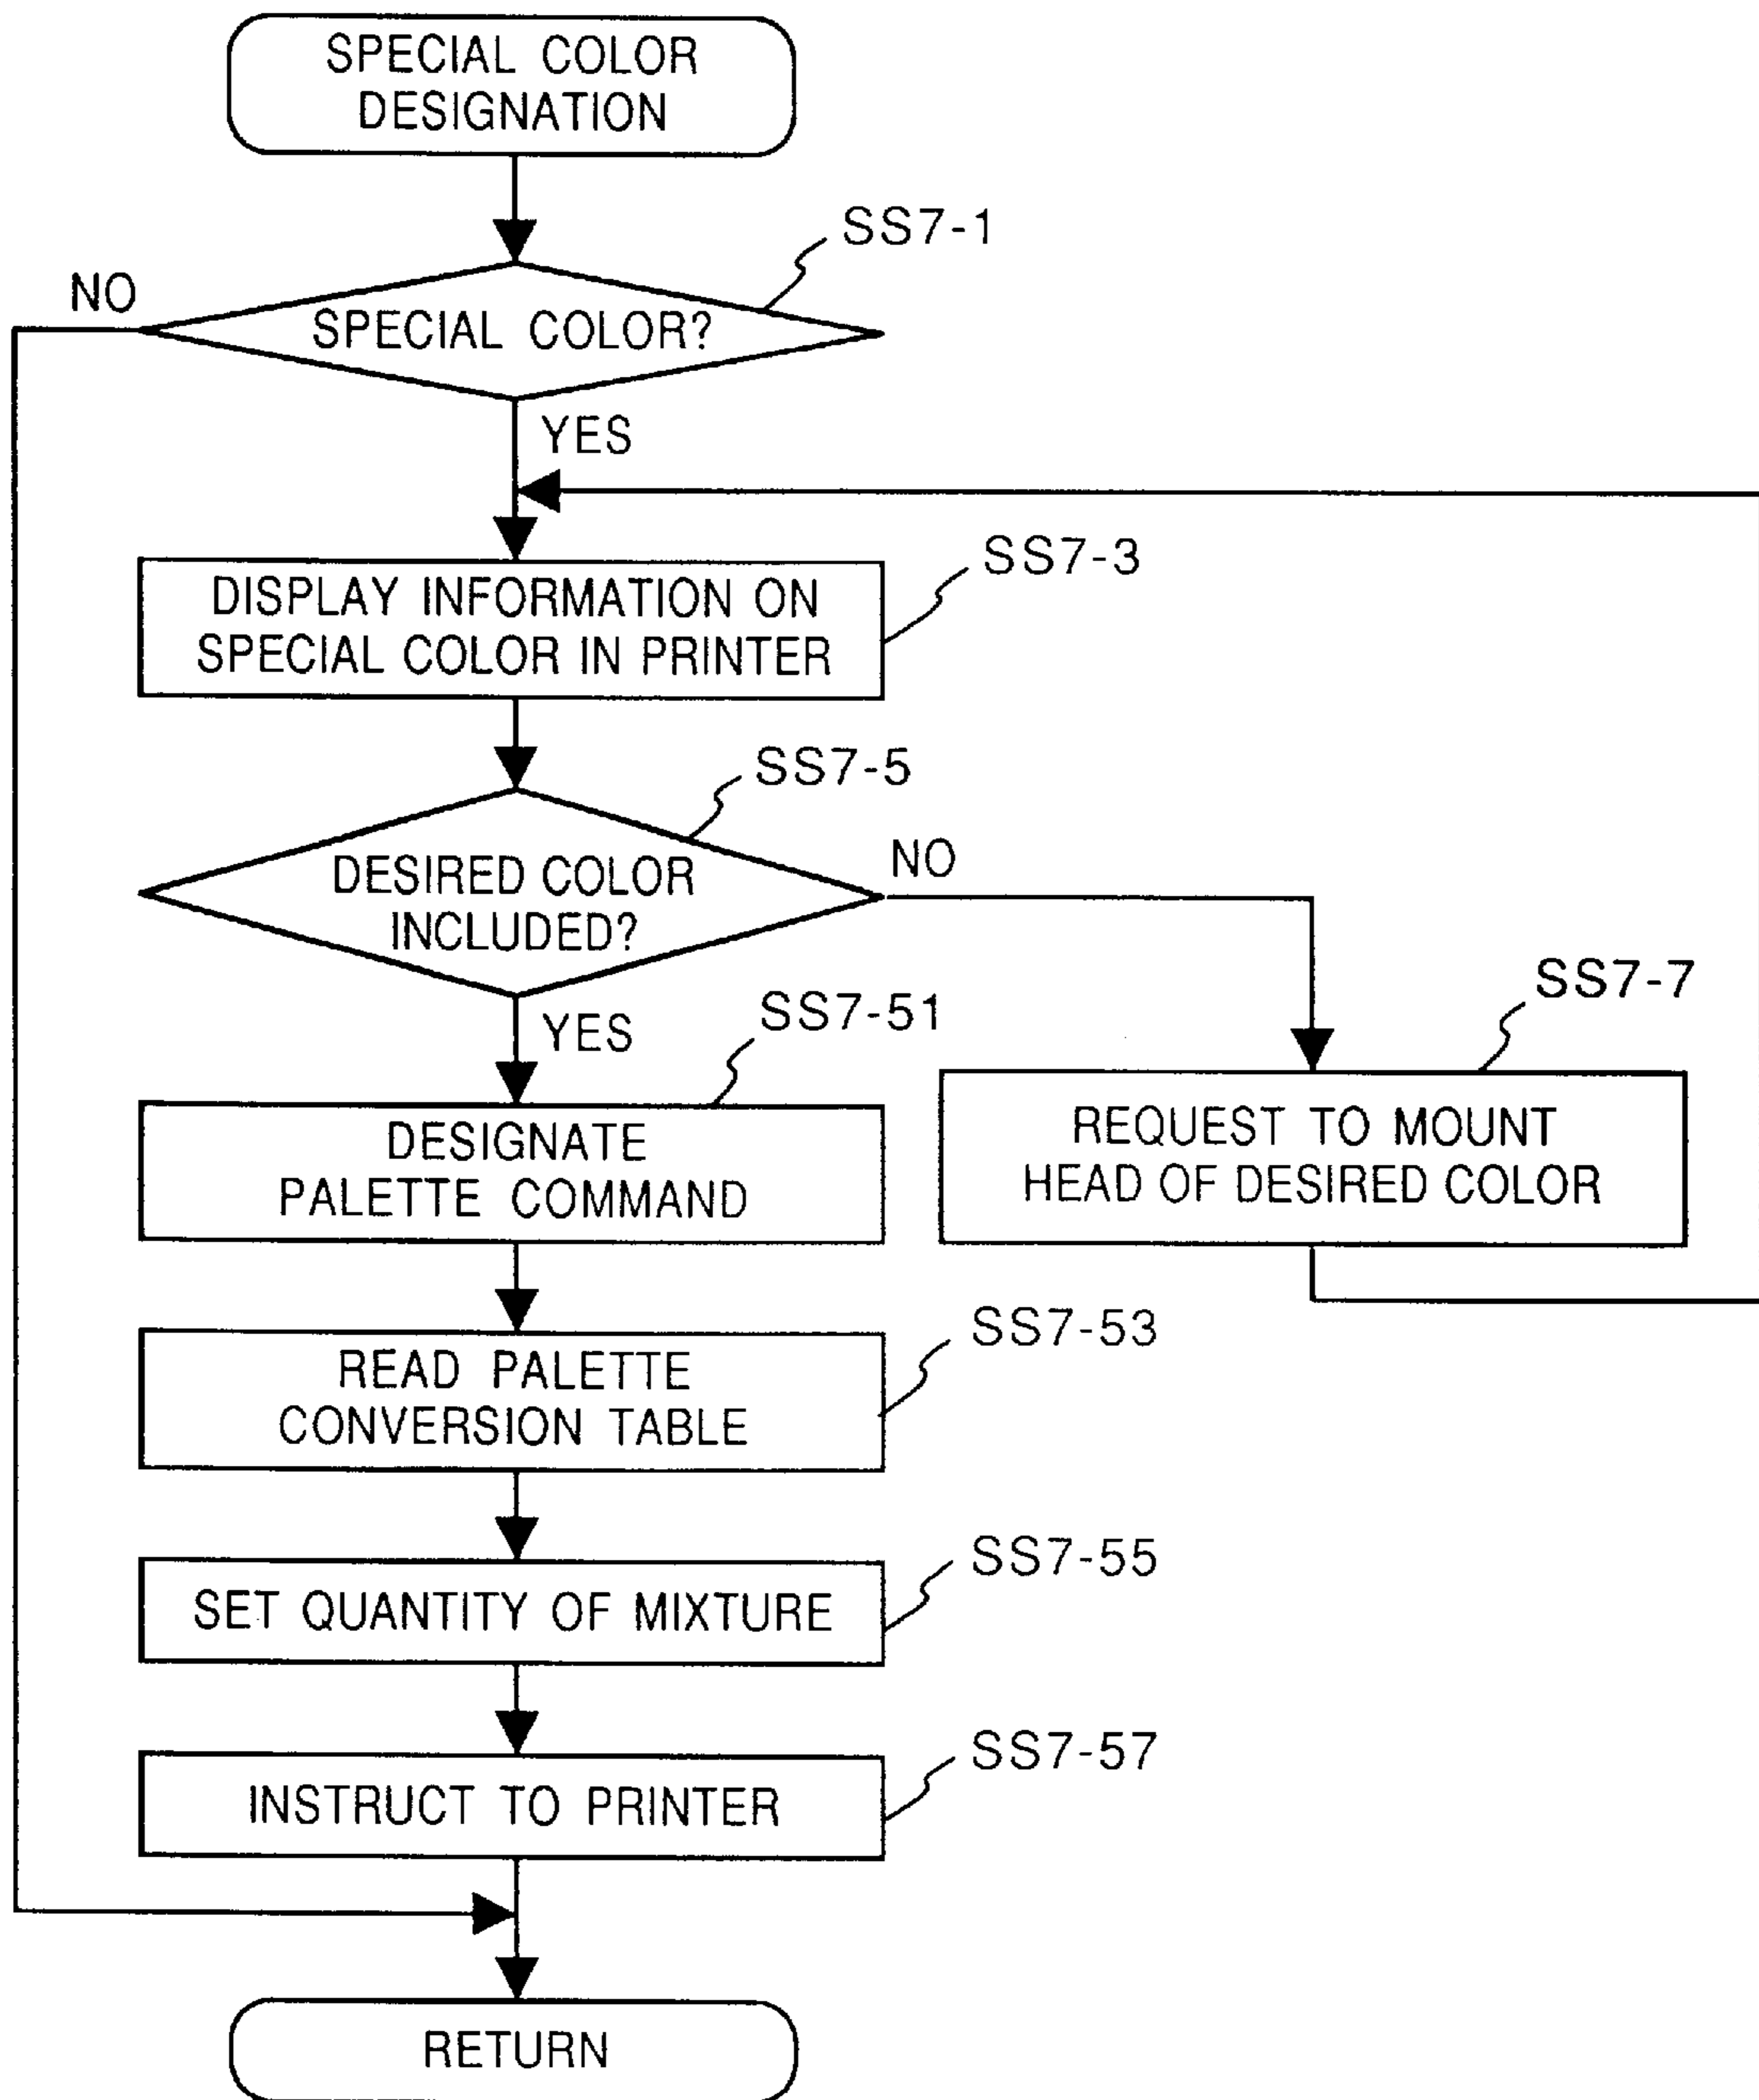 SPECIAL COLOR
DESIGNATION
SS7-1
NO
SPECIAL COLOR?
YES
SS7-3
DISPLAY INFORMATION ON
SPECIAL COLOR IN PRINTER
SS7-5
NO
DESIRED COLOR
INCLUDED?
SS7-7
YES
SS7-51
DESIGNATE
PALETTE COMMAND
REQUEST TO MOUNT
HEAD OF DESIRED COLOR
SS7-53
READ PALETTE
CONVERSION TABLE
SS7-55
SET QUANTITY OF MIXTURE
SS7-57
INSTRUCT TO PRINTER
RETURN